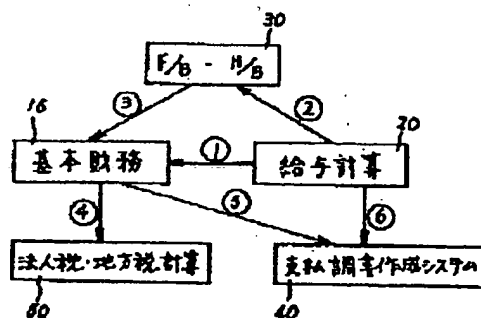 30
F/B - H/B
③
②
16
20
基本財務
①
給与計算
④
⑤
⑥
法人税・地方税計算
支払調書作成システム
50
40